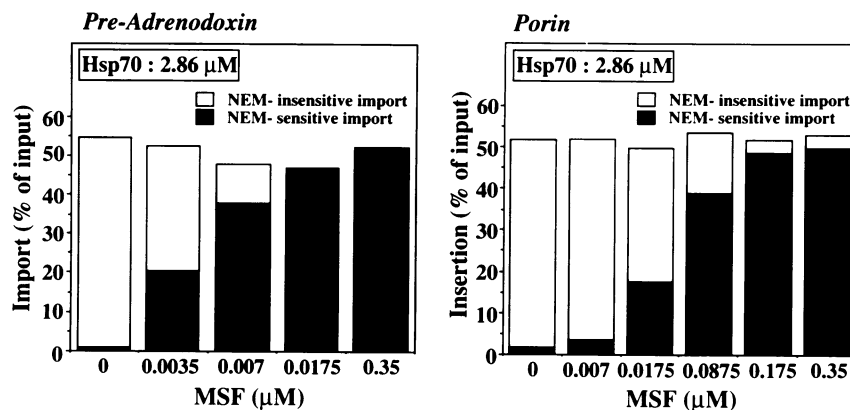 Pre-Adrenodoxin
Hsp70 : 2.86 µM
NEM- insensitive import
NEM- sensitive import
60
50
40
30
20
10
0
Import (% of input)
0 0.0035 0.007 0.0175 0.35
MSF (µM)
Porin
Hsp70 : 2.86 µM
NEM- insensitive import
NEM- sensitive import
60
50
40
30
20
10
0
Insertion (% of input)
0 0.007 0.0175 0.0875 0.175 0.35
MSF (µM)